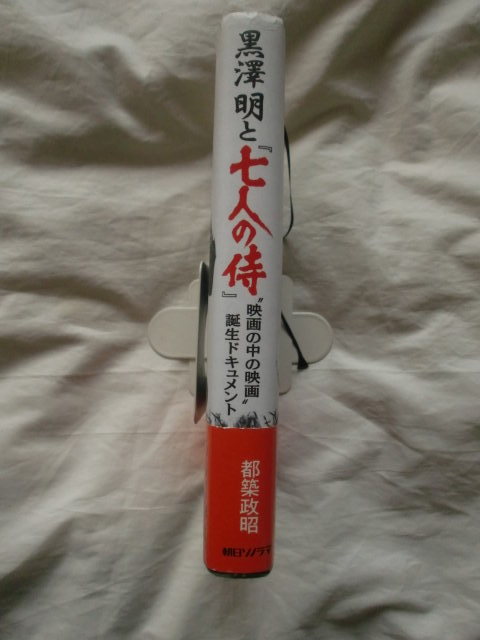 黒澤明と『七人の侍』
〝映画の中の映画〟
誕生ドキュメント
都築政昭
朝日ソノラマ